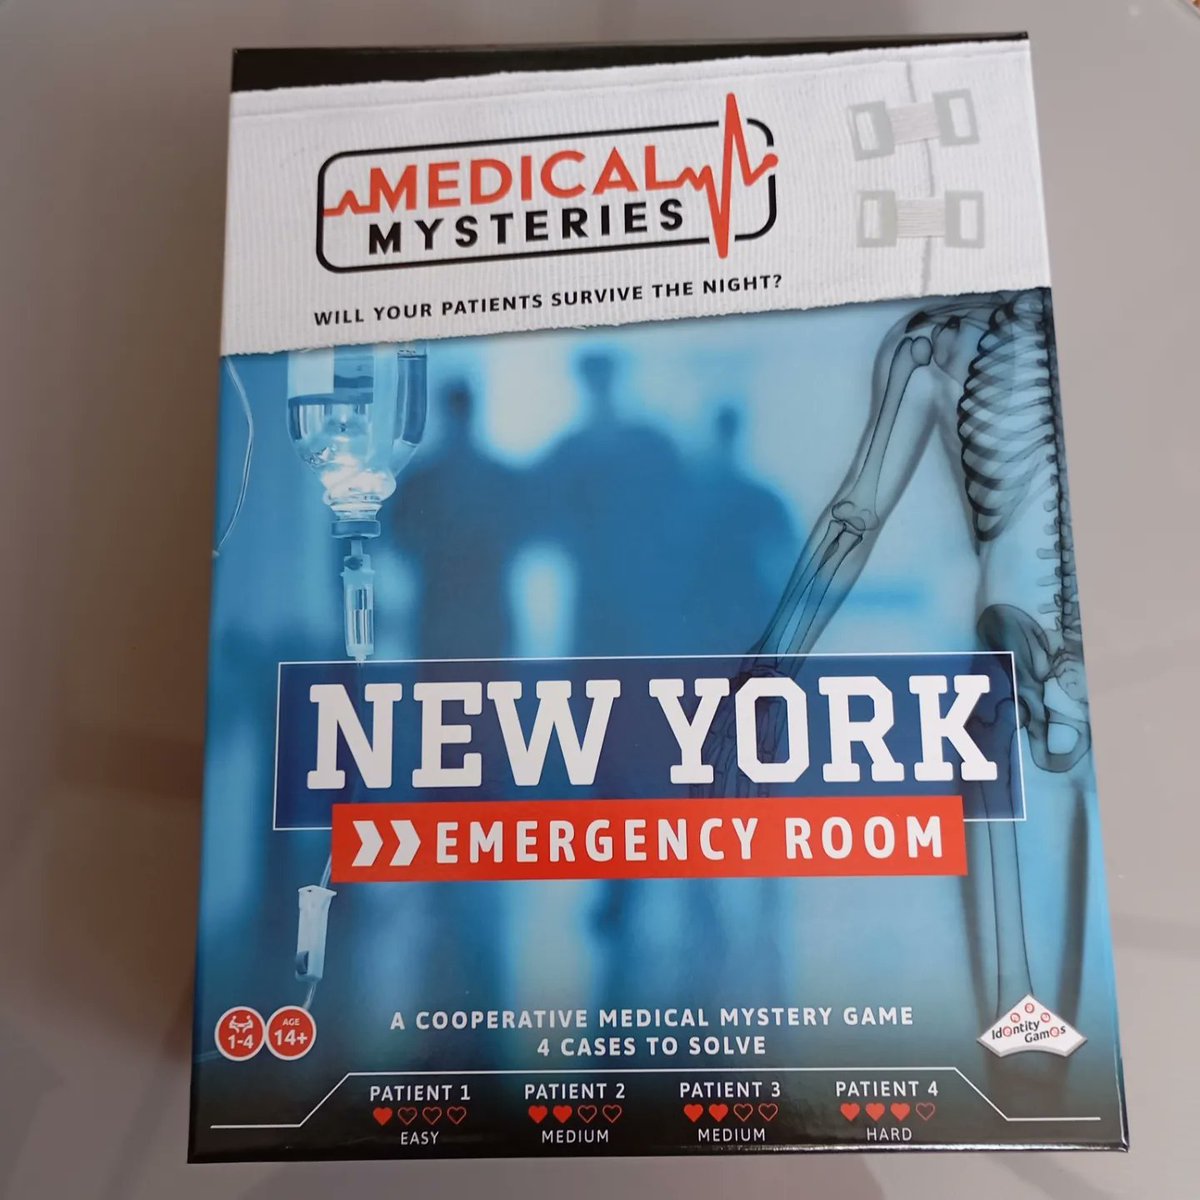 MEDICAL
MYSTERIES
WILL YOUR PATIENTS SURVIVE THE NIGHT?
NEW YORK
EMERGENCY ROOM
A COOPERATIVE MEDICAL MYSTERY GAME
4 CASES TO SOLVE
1-4
AGE
14+
Identity
Games
PATIENT 1 PATIENT 2 PATIENT 3 PATIENT 4
EASY MEDIUM MEDIUM HARD